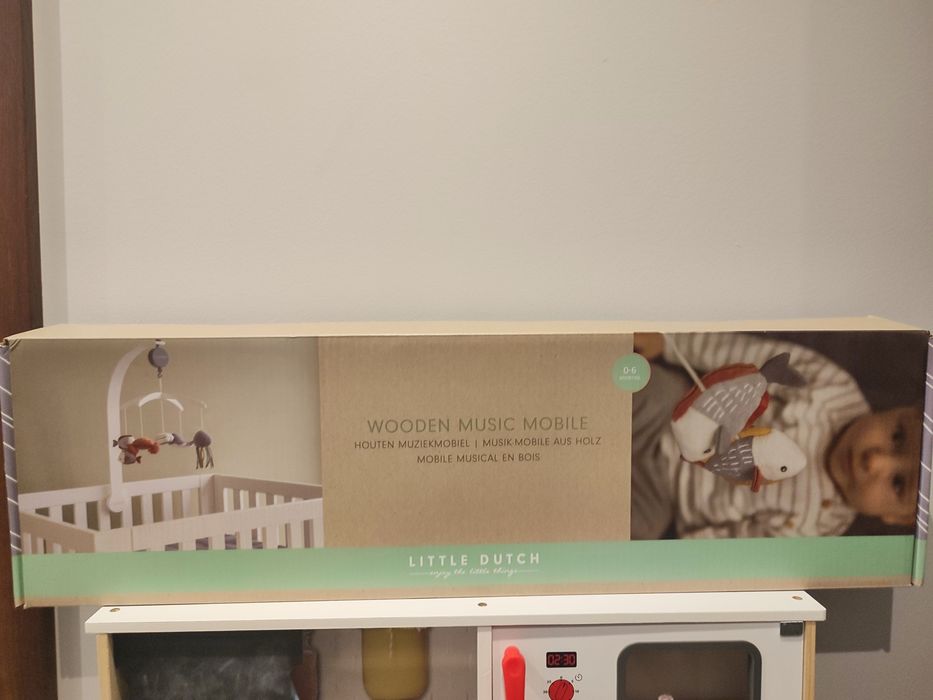 0-6
WOODEN MUSIC MOBILE
HOUTEN MUZIEKMOBIEL | MUSIK-MOBILE AUS HOLZ
MOBILE MUSICAL EN BOIS
LITTLE DUTCH
enjoy the little things
02:30